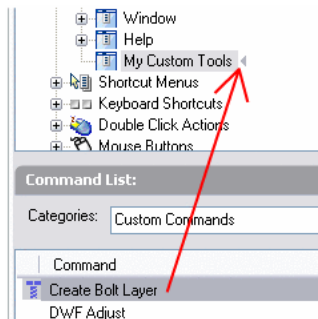 Window
Help
My Custom Tools
Shortcut Menus
Keyboard Shortcuts
Double Click Actions
Mouse Buttons
Command List:
Categories: Custom Commands
Command
Create Bolt Layer
DWF Adjust